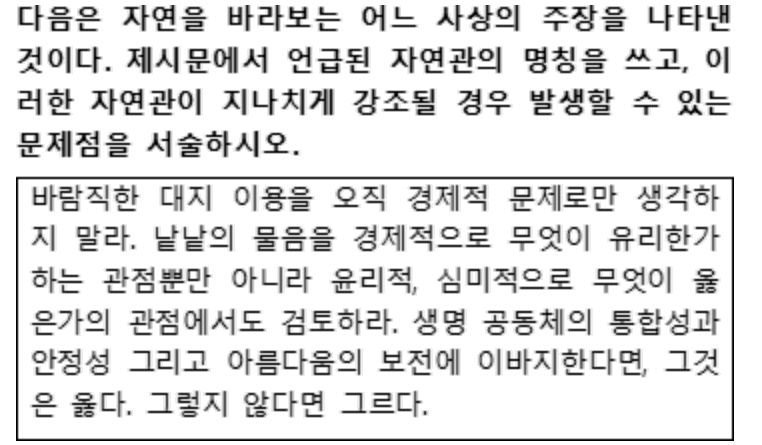 다음은 자연을 바라보는 어느 사상의 주장을 나타낸
것이다. 제시문에서 언급된 자연관의 명칭을 쓰고, 이
러한 자연관이 지나치게 강조될 경우 발생할 수 있는
문제점을 서술하시오.
바람직한 대지 이용을 오직 경제적 문제로만 생각하
지 말라. 낱낱의 물음을 경제적으로 무엇이 유리한가
하는 관점뿐만 아니라 윤리적, 심미적으로 무엇이 옳
은가의 관점에서도 검토하라. 생명 공동체의 통합성과
안정성 그리고 아름다움의 보전에 이바지한다면, 그것
은 옳다. 그렇지 않다면 그르다.